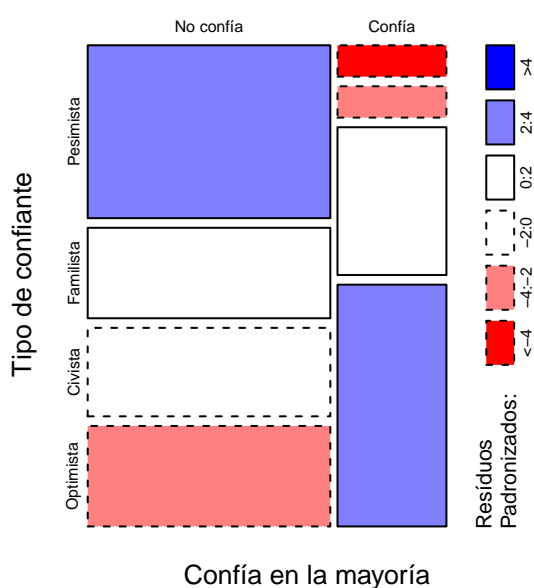 No confía
Confía
Tipo de confiante
Pesimista
Familista
Civista
Optimista
Confía en la mayoría
Resíduos
Padronizados:
<−4
−4:−2
−2:0
0:2
2:4
>4